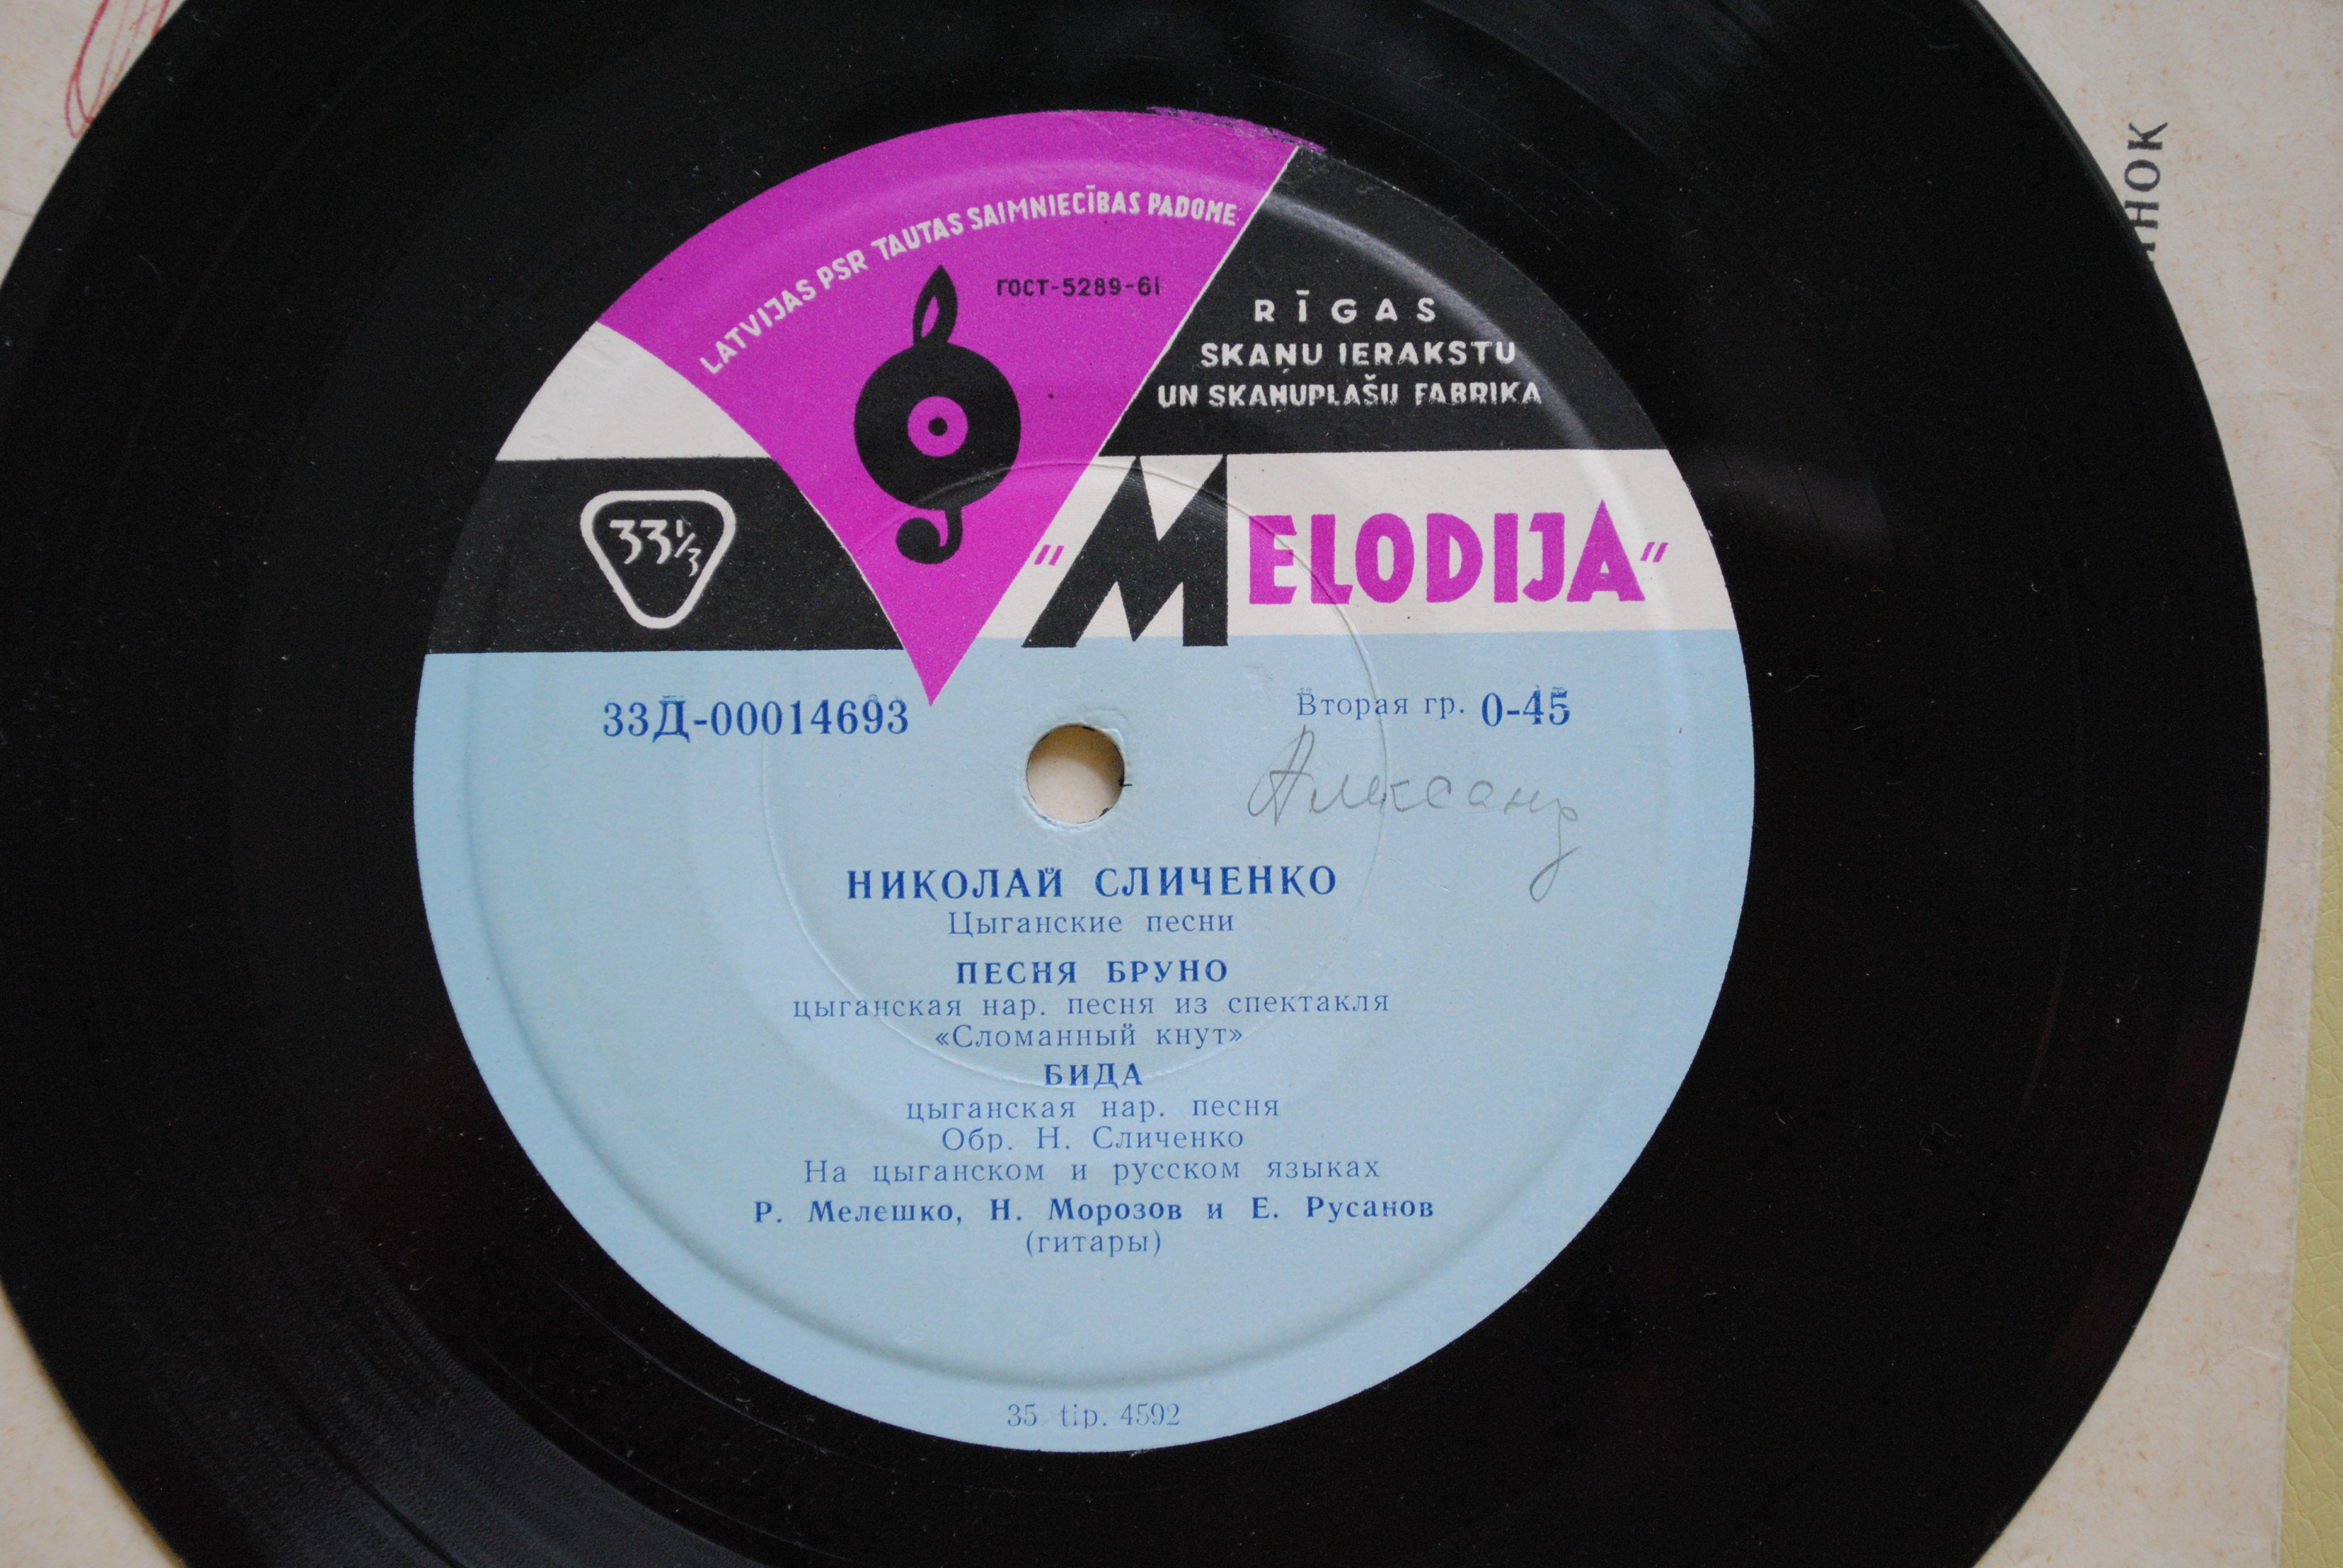 LATVIJAS PSR TAUTAS SAIMNIECĪBAS PADOME
ГОСТ-5289-61
RĪGAS
SKAŅU IERAKSTU
UN SKAŅUPLAŠU FABRIKA
33⅓
"MELODIJA"
33Д-00014693
Вторая гр. 0-45
НИКОЛАЙ СЛИЧЕНКО
Цыганские песни
ПЕСНЯ БРУНО
цыганская нар. песня из спектакля
«Сломанный кнут»
БИДА
цыганская нар. песня
Обр. Н. Сличенко
На цыганском и русском языках
Р. Мелешко, Н. Морозов и Е. Русанов
(гитары)
35 tip. 4592